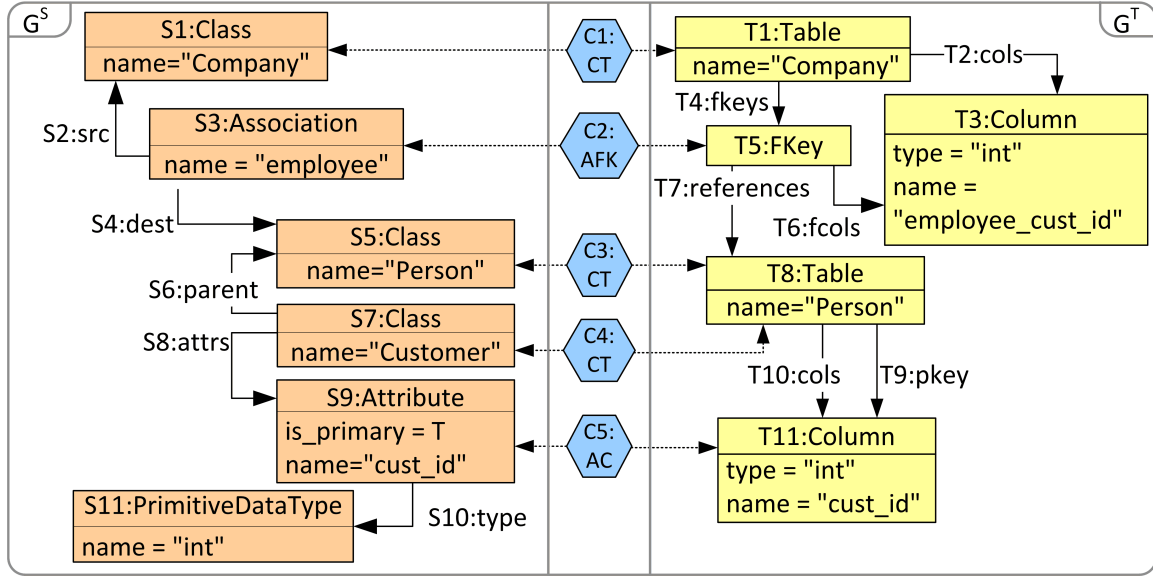 G^S
S1:Class
name="Company"
S2:src
S3:Association
name = "employee"
S4:dest
S5:Class
name="Person"
S6:parent
S7:Class
name="Customer"
S8:attrs
S9:Attribute
is_primary = T
name="cust_id"
S10:type
S11:PrimitiveDataType
name = "int"
C1:
CT
C2:
AFK
C3:
CT
C4:
CT
C5:
AC
G^T
T1:Table
name="Company"
T2:cols
T3:Column
type = "int"
name =
"employee_cust_id"
T4:fkeys
T5:FKey
T7:references
T6:fcols
T8:Table
name="Person"
T10:cols
T9:pkey
T11:Column
type = "int"
name = "cust_id"